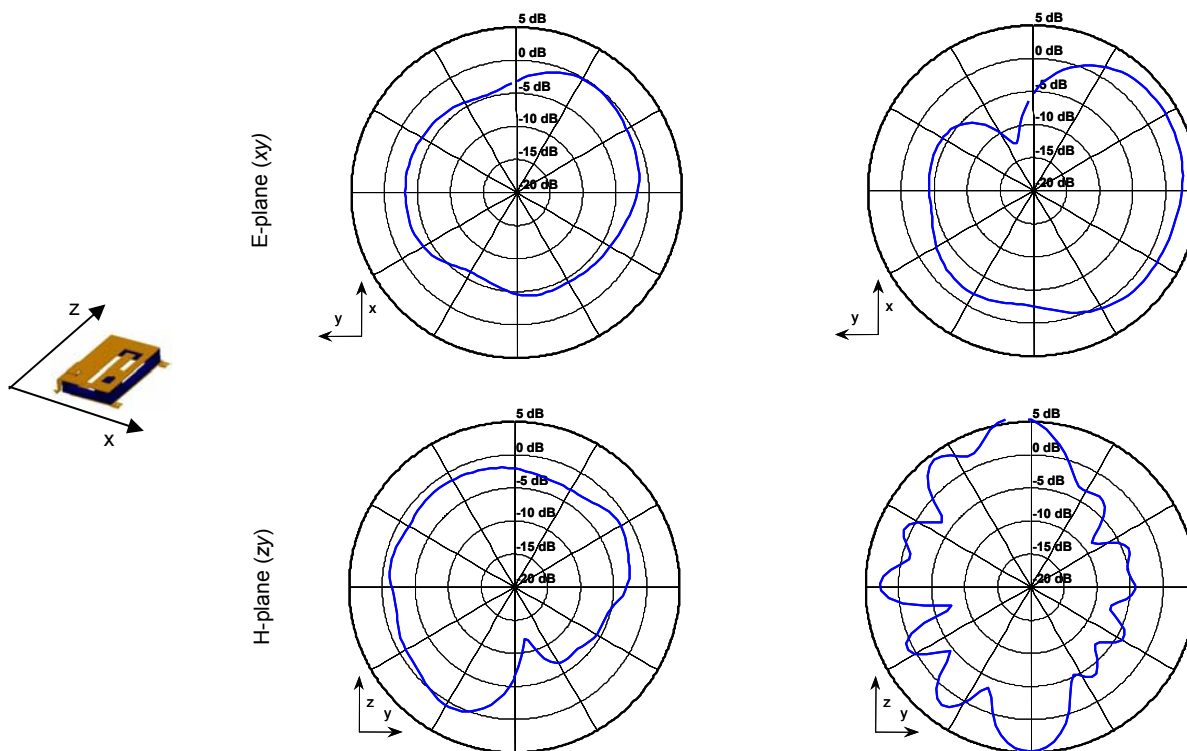 5 dB
0 dB
-5 dB
-10 dB
-15 dB
-20 dB
5 dB
0 dB
-5 dB
-10 dB
-15 dB
-20 dB
E-plane (xy)
y
x
y
x
z
x
5 dB
0 dB
-5 dB
-10 dB
-15 dB
-20 dB
5 dB
0 dB
-5 dB
-10 dB
-15 dB
-20 dB
H-plane (zy)
z
y
z
y